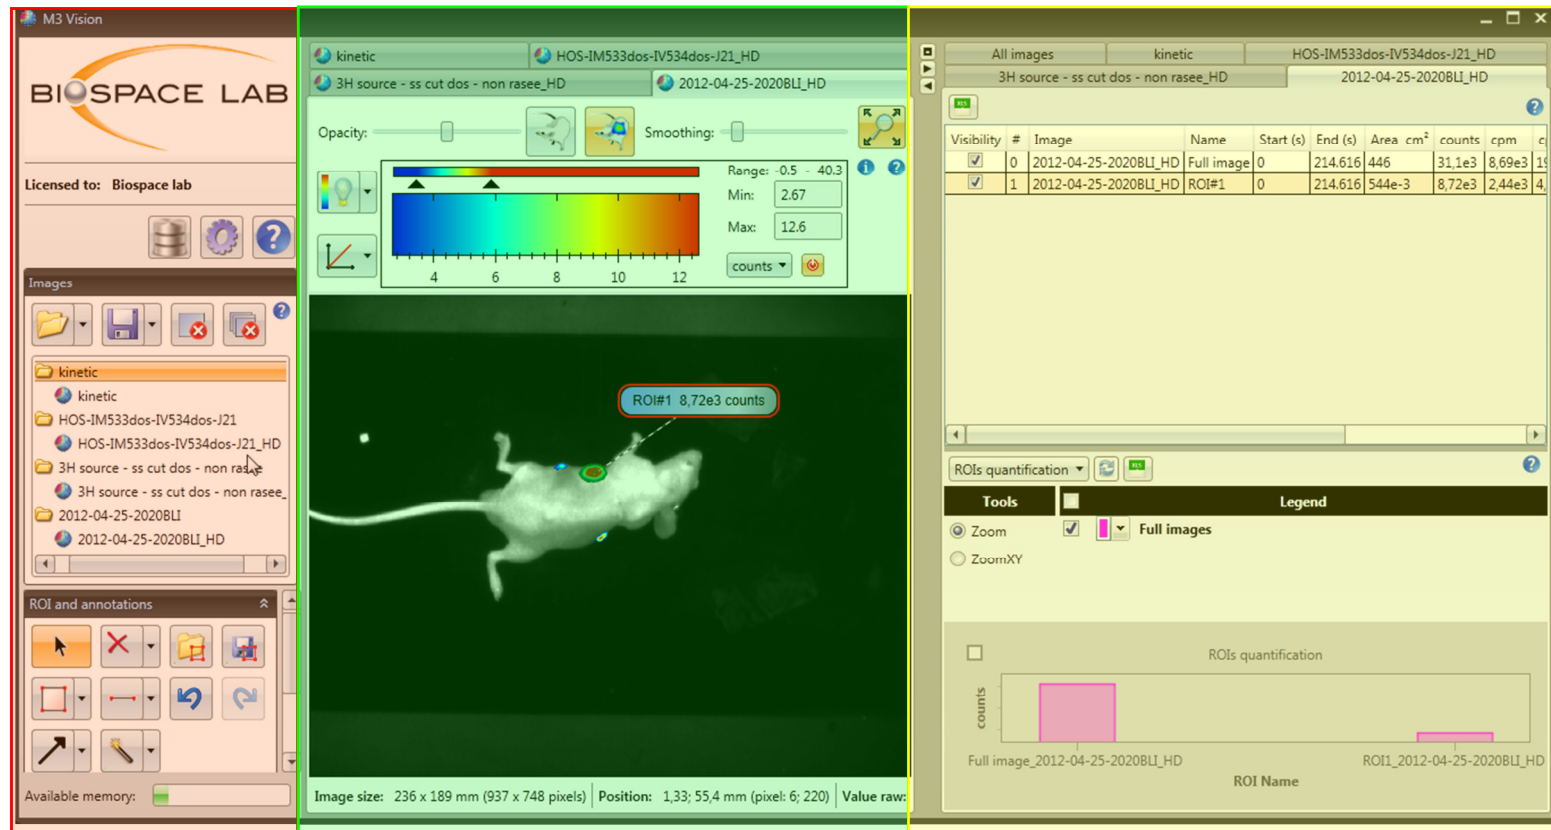 M3 Vision
BIOSPACE LAB
Licensed to: Biospace lab
Images
kinetic
kinetic
HOS-IM533dos-IV534dos-J21
HOS-IM533dos-IV534dos-J21_HD
3H source - ss cut dos - non rasee
3H source - ss cut dos - non rasee_
2012-04-25-2020BLI
2012-04-25-2020BLI_HD
ROI and annotations
Available memory:
kinetic
HOS-IM533dos-IV534dos-J21_HD
3H source - ss cut dos - non rasee_HD
2012-04-25-2020BLI_HD
Opacity:
Smoothing:
Range: -0.5 - 40.3
Min: 2.67
Max: 12.6
counts
4 6 8 10 12
ROI#1 8,72e3 counts
Image size: 236 x 189 mm (937 x 748 pixels) Position: 1,33; 55,4 mm (pixel: 6; 220) Value raw:
All images kinetic HOS-IM533dos-IV534dos-J21_HD
3H source - ss cut dos - non rasee_HD 2012-04-25-2020BLI_HD
XLS
Visibility # Image Name Start (s) End (s) Area cm² counts cpm
0 2012-04-25-2020BLI_HD Full image 0 214.616 446 31,1e3 8,69e3 19
1 2012-04-25-2020BLI_HD ROI#1 0 214.616 544e-3 8,72e3 2,44e3 4,
ROIs quantification
XLS
Tools
Legend
Zoom
Full images
ZoomXY
ROIs quantification
counts
Full image_2012-04-25-2020BLI_HD
ROI1_2012-04-25-2020BLI_HD
ROI Name